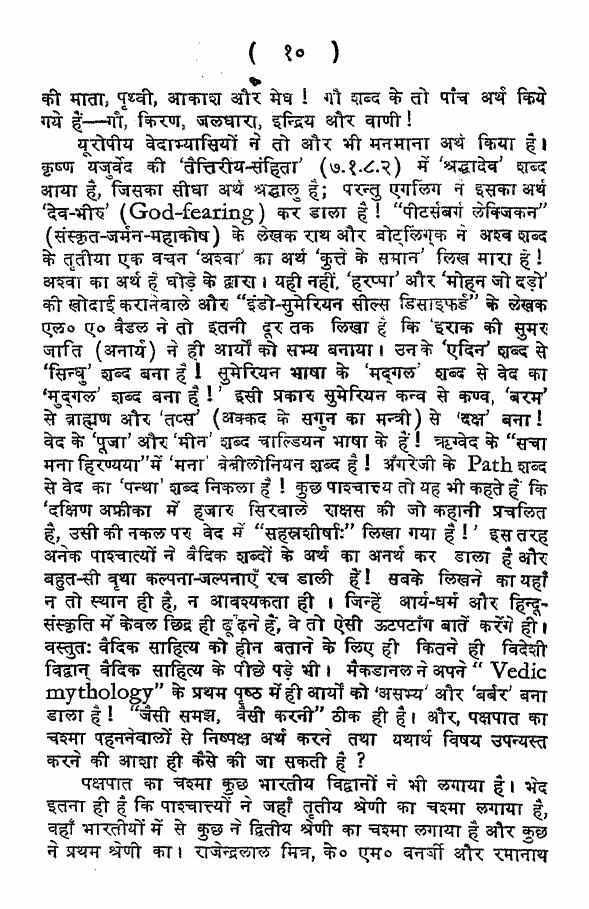 ( १० )
की माता, पृथ्वी, आकाश और मेघ ! गौ शब्द के तो पांच अर्थ किये
गये हैं—गौ, किरण, जलधारा, इन्द्रिय और वाणी !
यूरोपीय वेदाभ्यासियों ने तो और भी मनमाना अर्थ किया है।
कृष्ण यजुर्वेद की 'तैत्तिरीय-संहिता' (७.१.८.२) में 'श्रद्धादेव' शब्द
आया है, जिसका सीधा अर्थ श्रद्धालु है; परन्तु एगलिंग ने इसका अर्थ
'देव-भीरु' (God-fearing) कर डाला है ! "पीटर्सबर्ग लेक्जिकन"
(संस्कृत-जर्मन-महाकोष) के लेखक राथ और बोट्लिग्क ने अश्व शब्द
के तृतीया एक वचन 'अश्वा' का अर्थ 'कुत्ते के समान' लिख मारा है !
अश्वा का अर्थ है घोड़े के द्वारा । यही नहीं, 'हरप्पा' और 'मोहन जो दड़ो'
की खोदाई करानेवाले और "इंडो-सुमेरियन सील्स डिसाइफर्ड" के लेखक
एल० ए० वैडल ने तो इतनी दूर तक लिखा है कि 'इराक की सुमर
जाति (अनार्य) ने ही आर्यों को सभ्य बनाया। उनके 'एदिन' शब्द से
'सिन्धु' शब्द बना है ! सुमेरियन भाषा के 'मद्गल' शब्द से वेद का
'मुद्गल' शब्द बना है !' इसी प्रकार सुमेरियन कन्व से कण्व, 'बरम'
से ब्राह्मण और 'तप्स' (अक्कद के सगुन का मन्त्री) से 'दक्ष' बना !
वेद के 'पूजा' और 'मीन' शब्द चाल्डियन भाषा के हैं ! ऋग्वेद के "सचा
मना हिरण्यया" में 'मना' बेबीलोनियन शब्द है ! अँगरेजी के Path शब्द
से वेद का 'पन्था' शब्द निकला है ! कुछ पाश्चात्त्य तो यह भी कहते हैं कि
'दक्षिण अफ्रीका में हजार सिरवाले राक्षस की जो कहानी प्रचलित
है, उसी की नकल पर वेद में "सहस्रशीर्षाः" लिखा गया है !' इस तरह
अनेक पाश्चात्यों ने वैदिक शब्दों के अर्थ का अनर्थ कर डाला है और
बहुत-सी वृथा कल्पना-जल्पनाएँ रच डाली हैं ! सबके लिखने का यहाँ
न तो स्थान ही है, न आवश्यकता ही । जिन्हें आर्य-धर्म और हिन्दू-
संस्कृति में केवल छिद्र ही ढूंढ़ने हैं, वे तो ऐसी ऊटपटाँग बातें करेंगे ही।
वस्तुतः वैदिक साहित्य को हीन बताने के लिए ही कितने ही विदेशी
विद्वान् वैदिक साहित्य के पीछे पड़े भी। मैकडानल ने अपने " Vedic
mythology" के प्रथम पृष्ठ में ही आर्यों को 'असभ्य' और 'बर्बर' बना
डाला है ! "जैसी समझ, वैसी करनी" ठीक ही है। और, पक्षपात का
चश्मा पहननेवालों से निष्पक्ष अर्थ करने तथा यथार्थ विषय उपन्यस्त
करने की आशा ही कैसे की जा सकती है ?
पक्षपात का चश्मा कुछ भारतीय विद्वानों ने भी लगाया है। भेद
इतना ही है कि पाश्चात्त्यों ने जहाँ तृतीय श्रेणी का चश्मा लगाया है,
वहाँ भारतीयों में से कुछ ने द्वितीय श्रेणी का चश्मा लगाया है और कुछ
ने प्रथम श्रेणी का। राजेन्द्रलाल मित्र, के० एम० बनर्जी और रमानाथ